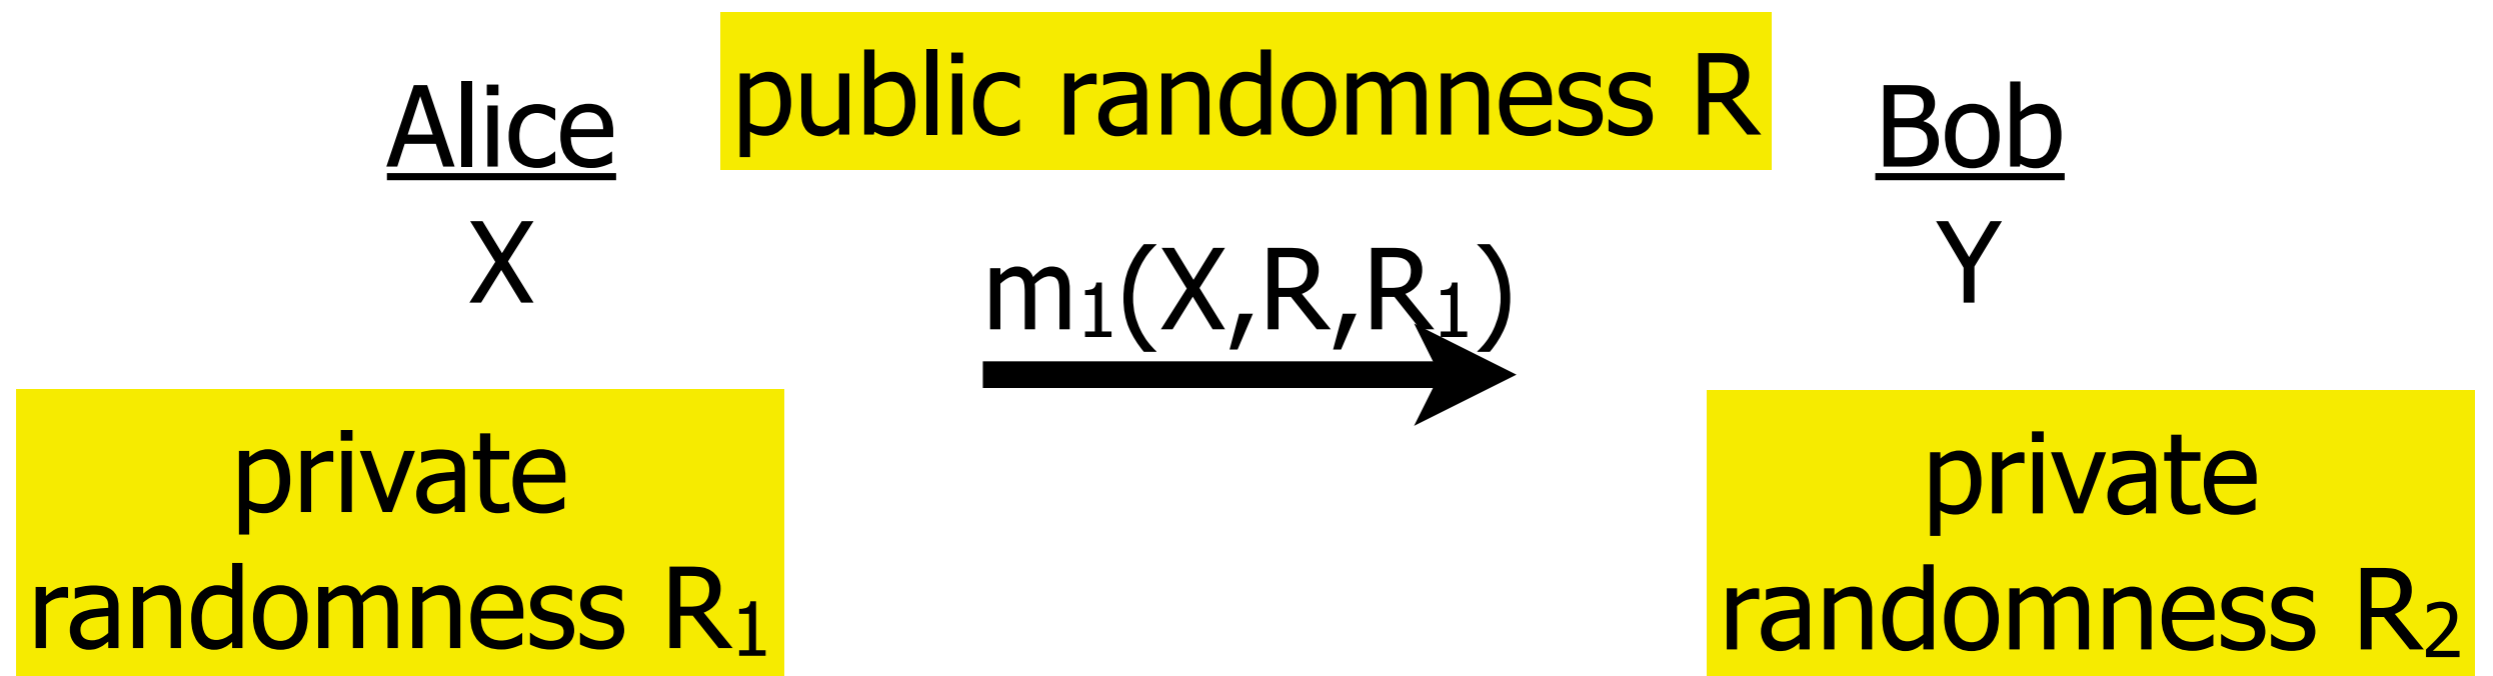 public randomness R
Alice
Bob
X
Y
m₁(X,R,R₁)
private
randomness R₁
private
randomness R₂